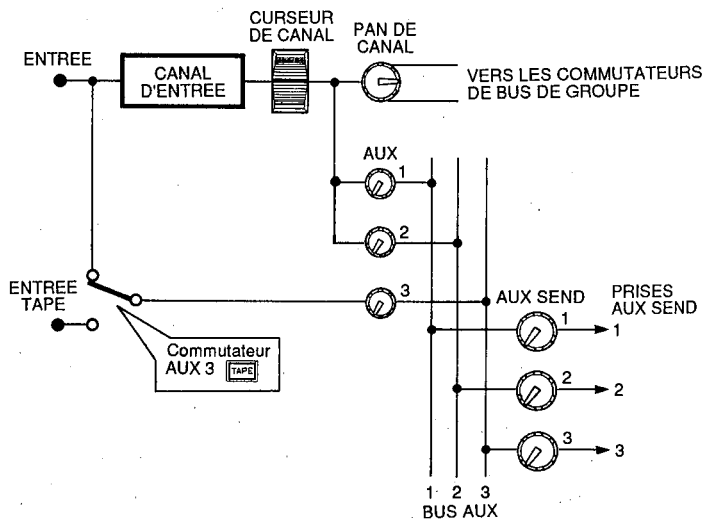 CURSEUR
DE CANAL
PAN DE
CANAL
ENTREE
CANAL
D'ENTREE
VERS LES COMMUTATEURS
DE BUS DE GROUPE
AUX
1
2
3
ENTREE
TAPE
Commutateur
AUX 3 TAPE
AUX SEND
PRISES
AUX SEND
1 1
2 2
3 3
1 2 3
BUS AUX